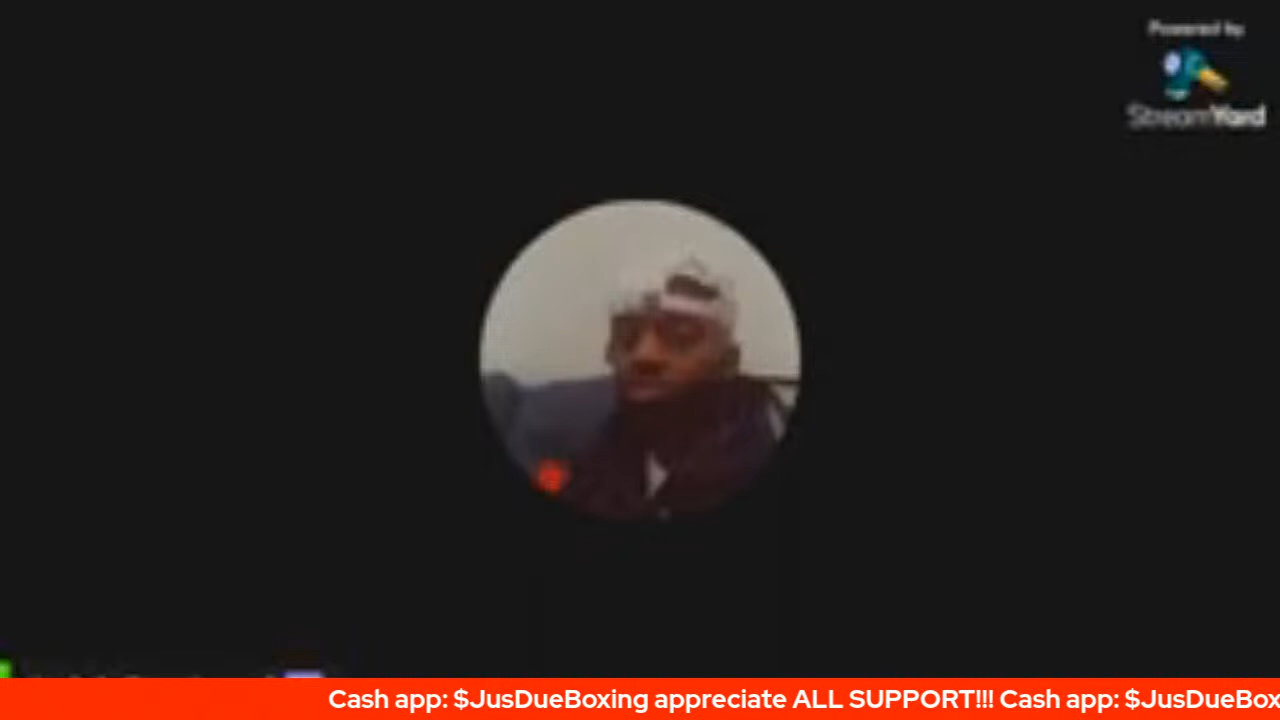 Powered by
StreamYard
Cash app: $JusDueBoxing appreciate ALL SUPPORT!!! Cash app: $JusDueBox